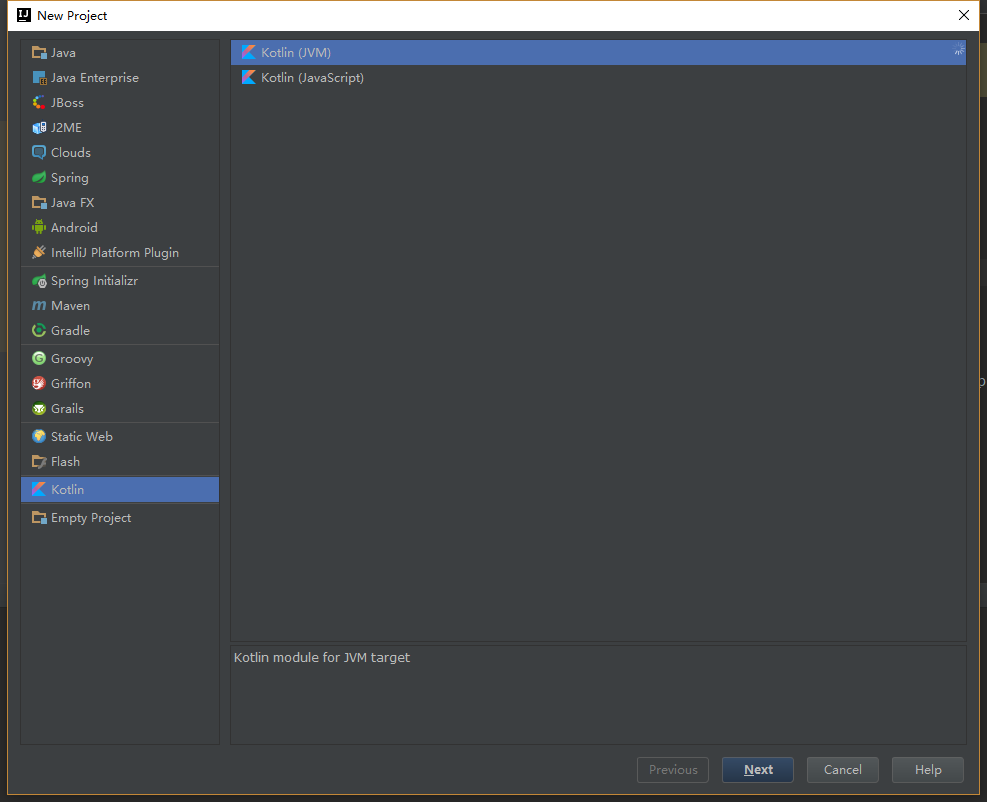 New Project
Java
Java Enterprise
JBoss
J2ME
Clouds
Spring
Java FX
Android
IntelliJ Platform Plugin
Spring Initializr
Maven
Gradle
Groovy
Griffon
Grails
Static Web
Flash
Kotlin
Empty Project
Kotlin (JVM)
Kotlin (JavaScript)
Kotlin module for JVM target
Previous
Next
Cancel
Help